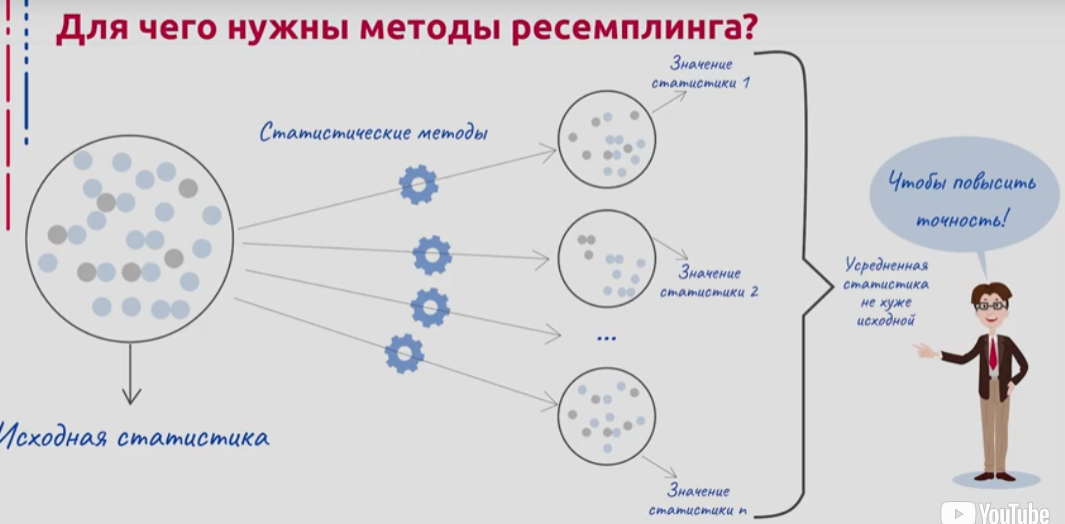 Для чего нужны методы ресемплинга?
Значение
статистики 1
Статистические методы
Чтобы повысить
точность!
Значение
статистики 2
Усредненная
статистика
не хуже
исходной
...
Исходная статистика
Значение
статистики n
YouTube